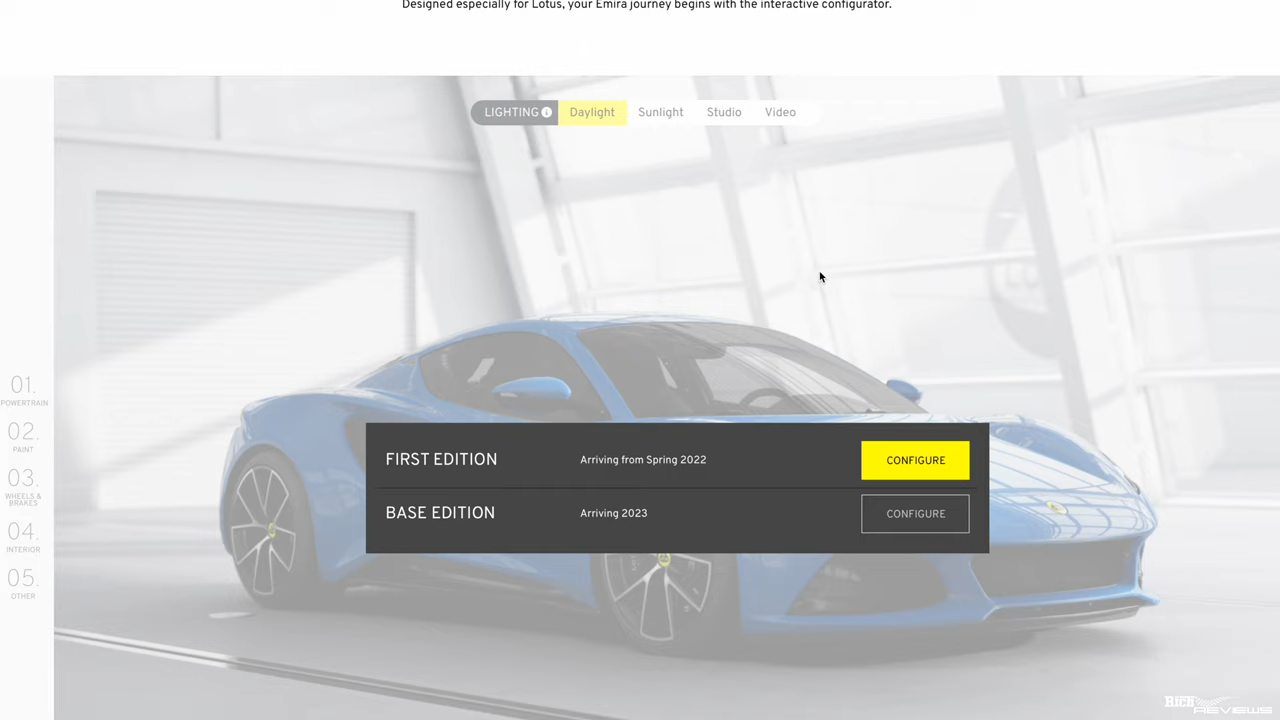 Designed especially for Lotus, your Emira journey begins with the interactive configurator.
LIGHTING Daylight Sunlight Studio Video
01.
POWERTRAIN
02.
PAINT
03.
WHEELS &
BRAKES
04.
INTERIOR
05.
OTHER
FIRST EDITION Arriving from Spring 2022 CONFIGURE
BASE EDITION Arriving 2023 CONFIGURE
RICH
REVIEWS